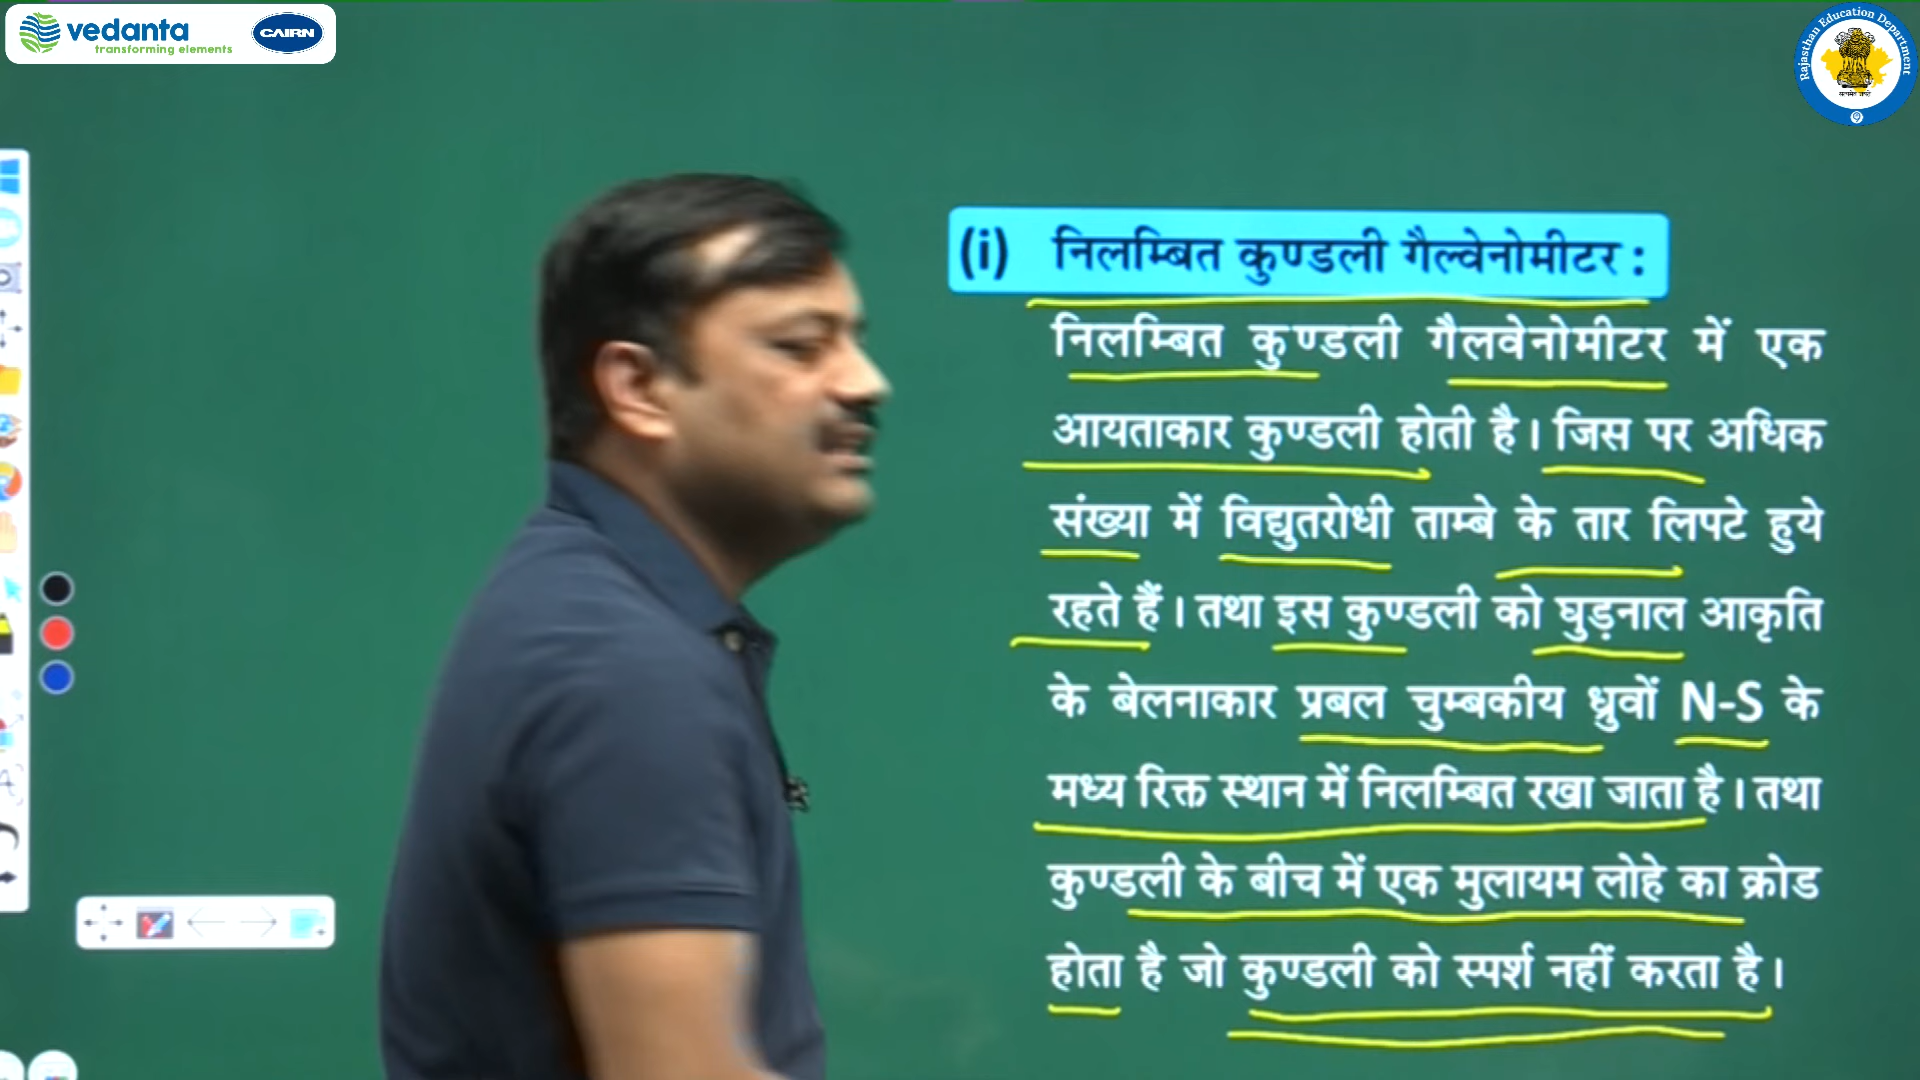 vedanta
transforming elements
CAIRN
Rajasthan Education Department
(i) निलम्बित कुण्डली गैल्वेनोमीटर :
निलम्बित कुण्डली गैलवेनोमीटर में एक
आयताकार कुण्डली होती है। जिस पर अधिक
संख्या में विद्युतरोधी ताम्बे के तार लिपटे हुये
रहते हैं। तथा इस कुण्डली को घुड़नाल आकृति
के बेलनाकार प्रबल चुम्बकीय ध्रुवों N-S के
मध्य रिक्त स्थान में निलम्बित रखा जाता है। तथा
कुण्डली के बीच में एक मुलायम लोहे का क्रोड
होता है जो कुण्डली को स्पर्श नहीं करता है।